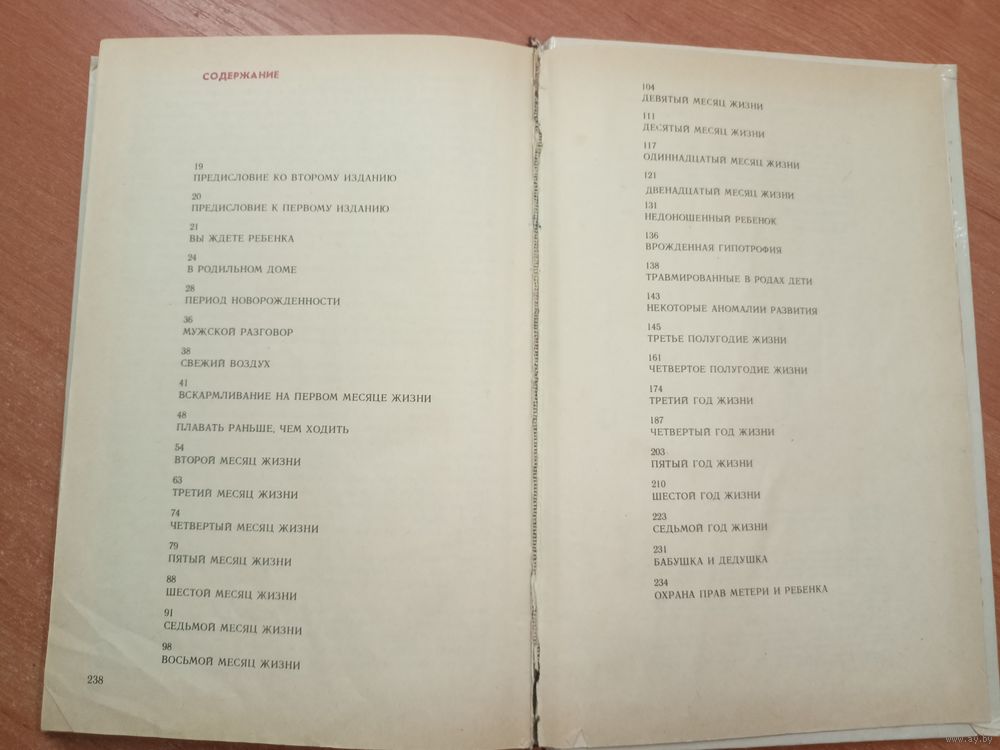 СОДЕРЖАНИЕ
19
ПРЕДИСЛОВИЕ КО ВТОРОМУ ИЗДАНИЮ
20
ПРЕДИСЛОВИЕ К ПЕРВОМУ ИЗДАНИЮ
21
ВЫ ЖДЕТЕ РЕБЕНКА
24
В РОДИЛЬНОМ ДОМЕ
28
ПЕРИОД НОВОРОЖДЕННОСТИ
36
МУЖСКОЙ РАЗГОВОР
38
СВЕЖИЙ ВОЗДУХ
41
ВСКАРМЛИВАНИЕ НА ПЕРВОМ МЕСЯЦЕ ЖИЗНИ
48
ПЛАВАТЬ РАНЬШЕ, ЧЕМ ХОДИТЬ
54
ВТОРОЙ МЕСЯЦ ЖИЗНИ
63
ТРЕТИЙ МЕСЯЦ ЖИЗНИ
74
ЧЕТВЕРТЫЙ МЕСЯЦ ЖИЗНИ
79
ПЯТЫЙ МЕСЯЦ ЖИЗНИ
88
ШЕСТОЙ МЕСЯЦ ЖИЗНИ
91
СЕДЬМОЙ МЕСЯЦ ЖИЗНИ
98
ВОСЬМОЙ МЕСЯЦ ЖИЗНИ
238
104
ДЕВЯТЫЙ МЕСЯЦ ЖИЗНИ
111
ДЕСЯТЫЙ МЕСЯЦ ЖИЗНИ
117
ОДИННАДЦАТЫЙ МЕСЯЦ ЖИЗНИ
121
ДВЕНАДЦАТЫЙ МЕСЯЦ ЖИЗНИ
131
НЕДОНОШЕННЫЙ РЕБЕНОК
136
ВРОЖДЕННАЯ ГИПОТРОФИЯ
138
ТРАВМИРОВАННЫЕ В РОДАХ ДЕТИ
143
НЕКОТОРЫЕ АНОМАЛИИ РАЗВИТИЯ
145
ТРЕТЬЕ ПОЛУГОДИЕ ЖИЗНИ
161
ЧЕТВЕРТОЕ ПОЛУГОДИЕ ЖИЗНИ
174
ТРЕТИЙ ГОД ЖИЗНИ
187
ЧЕТВЕРТЫЙ ГОД ЖИЗНИ
203
ПЯТЫЙ ГОД ЖИЗНИ
210
ШЕСТОЙ ГОД ЖИЗНИ
223
СЕДЬМОЙ ГОД ЖИЗНИ
231
БАБУШКА И ДЕДУШКА
234
ОХРАНА ПРАВ МЕТЕРИ И РЕБЕНКА
www.ay.by